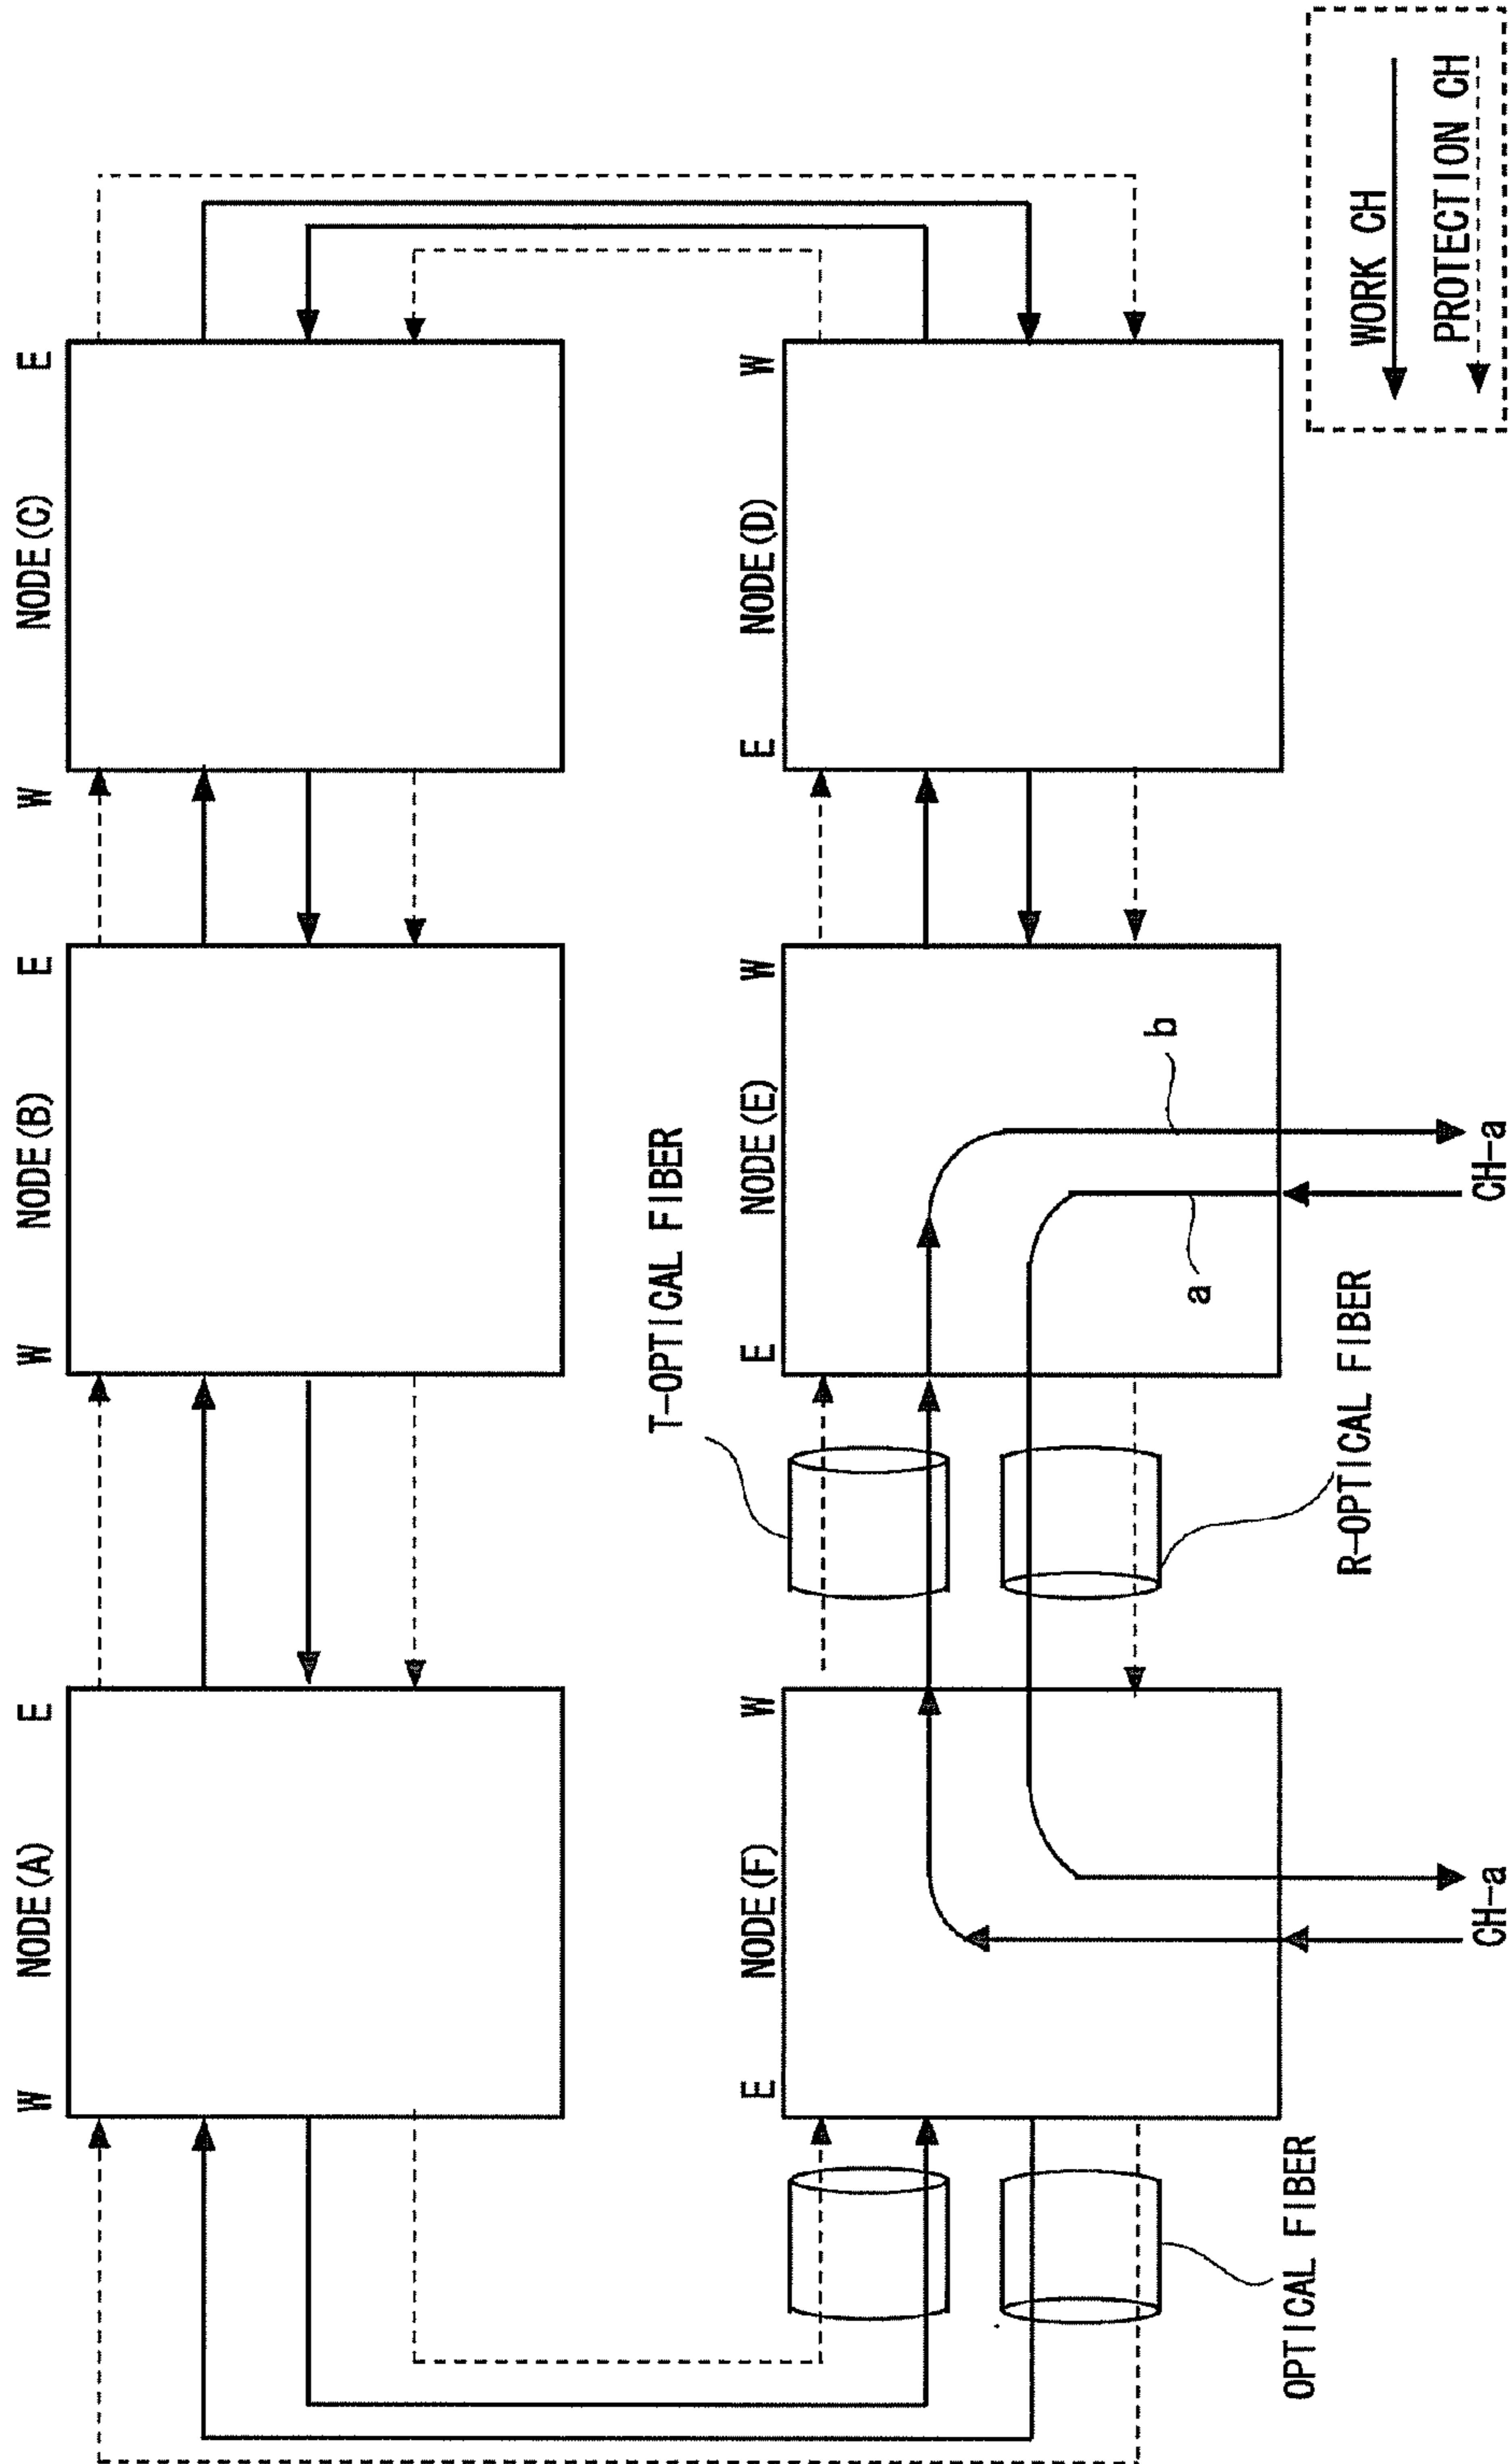 W NODE(A) E
W NODE(B) E
W NODE(C) E
T-OPTICAL FIBER
E NODE(F) W
E NODE(E) W
E NODE(D) W
b
a
OPTICAL FIBER
R-OPTICAL FIBER
CH-a
CH-a
WORK CH
PROTECTION CH